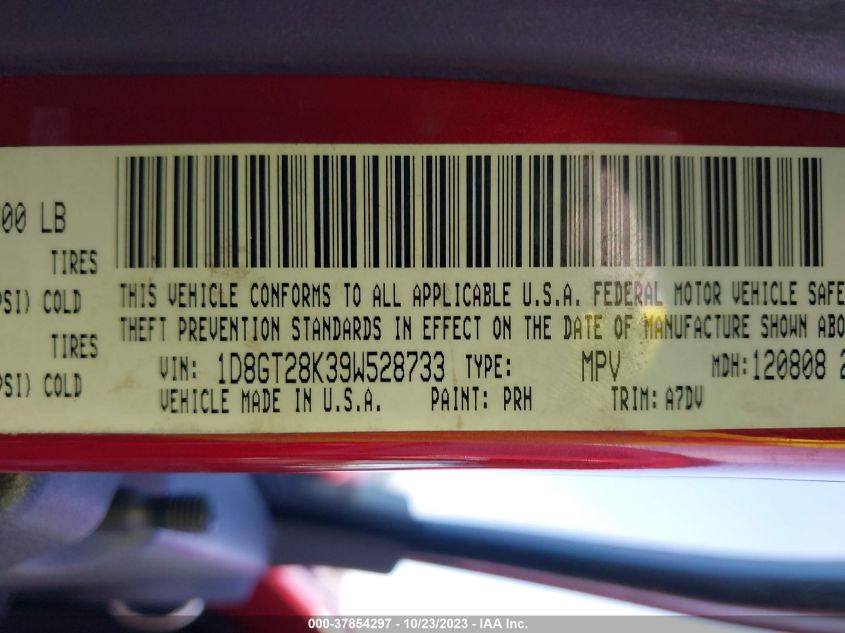 00 LB
TIRES
PSI) COLD
TIRES
PSI) COLD
THIS VEHICLE CONFORMS TO ALL APPLICABLE U.S.A. FEDERAL MOTOR VEHICLE SAFE
THEFT PREVENTION STANDARDS IN EFFECT ON THE DATE OF MANUFACTURE SHOWN ABO
VIN: 1D8GT28K39W528733 TYPE: MPV MDH: 120808 2
VEHICLE MADE IN U.S.A. PAINT: PRH TRIM: A7DV
000-37854297 - 10/23/2023 - IAA Inc.